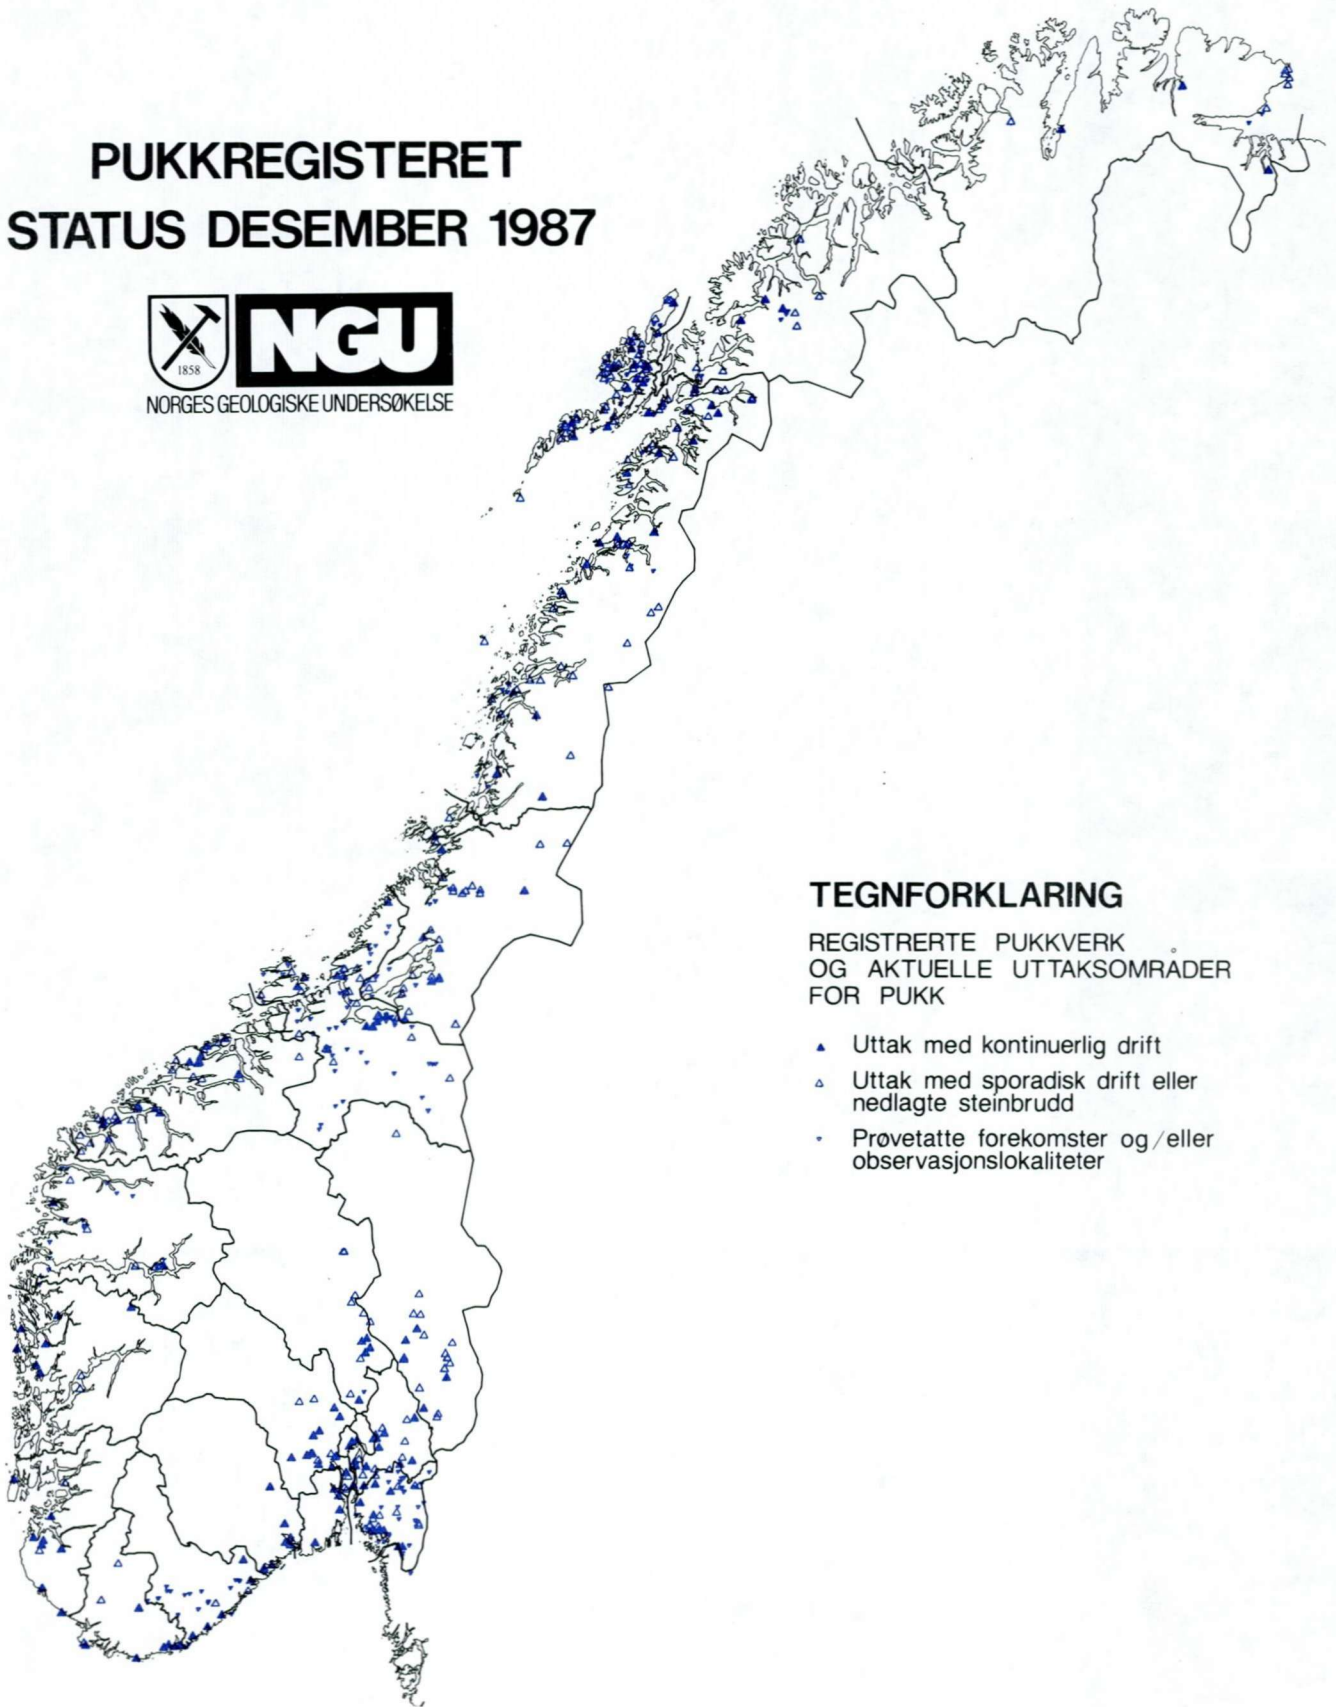 PUKKREGISTERET
STATUS DESEMBER 1987
1858
NGU
NORGES GEOLOGISKE UNDERSØKELSE
TEGNFORKLARING
REGISTRERTE PUKKVERK
OG AKTUELLE UTTAKSOMRÅDER
FOR PUKK
Uttak med kontinuerlig drift
Uttak med sporadisk drift eller
nedlagte steinbrudd
Prøvetatte forekomster og/eller
observasjonslokaliteter